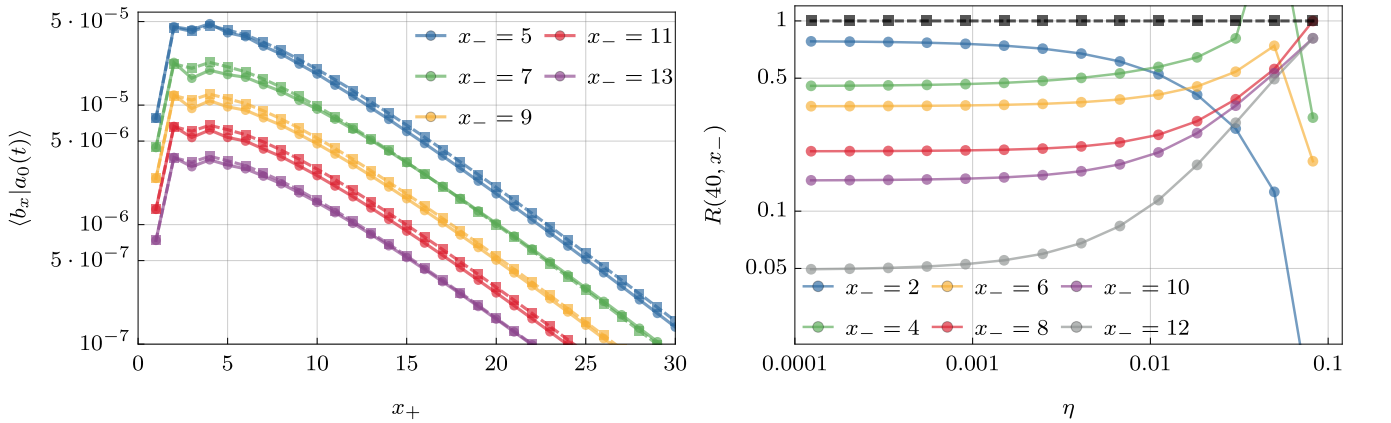 5 · 10⁻⁵
10⁻⁵
5 · 10⁻⁶
10⁻⁶
5 · 10⁻⁷
10⁻⁷
⟨b_x|a_0(t)⟩
x_− = 5
x_− = 11
x_− = 7
x_− = 13
x_− = 9
0 5 10 15 20 25 30
x_+
1
0.5
0.1
0.05
R(40, x_−)
x_− = 2 x_− = 6 x_− = 10
x_− = 4 x_− = 8 x_− = 12
0.0001 0.001 0.01 0.1
η